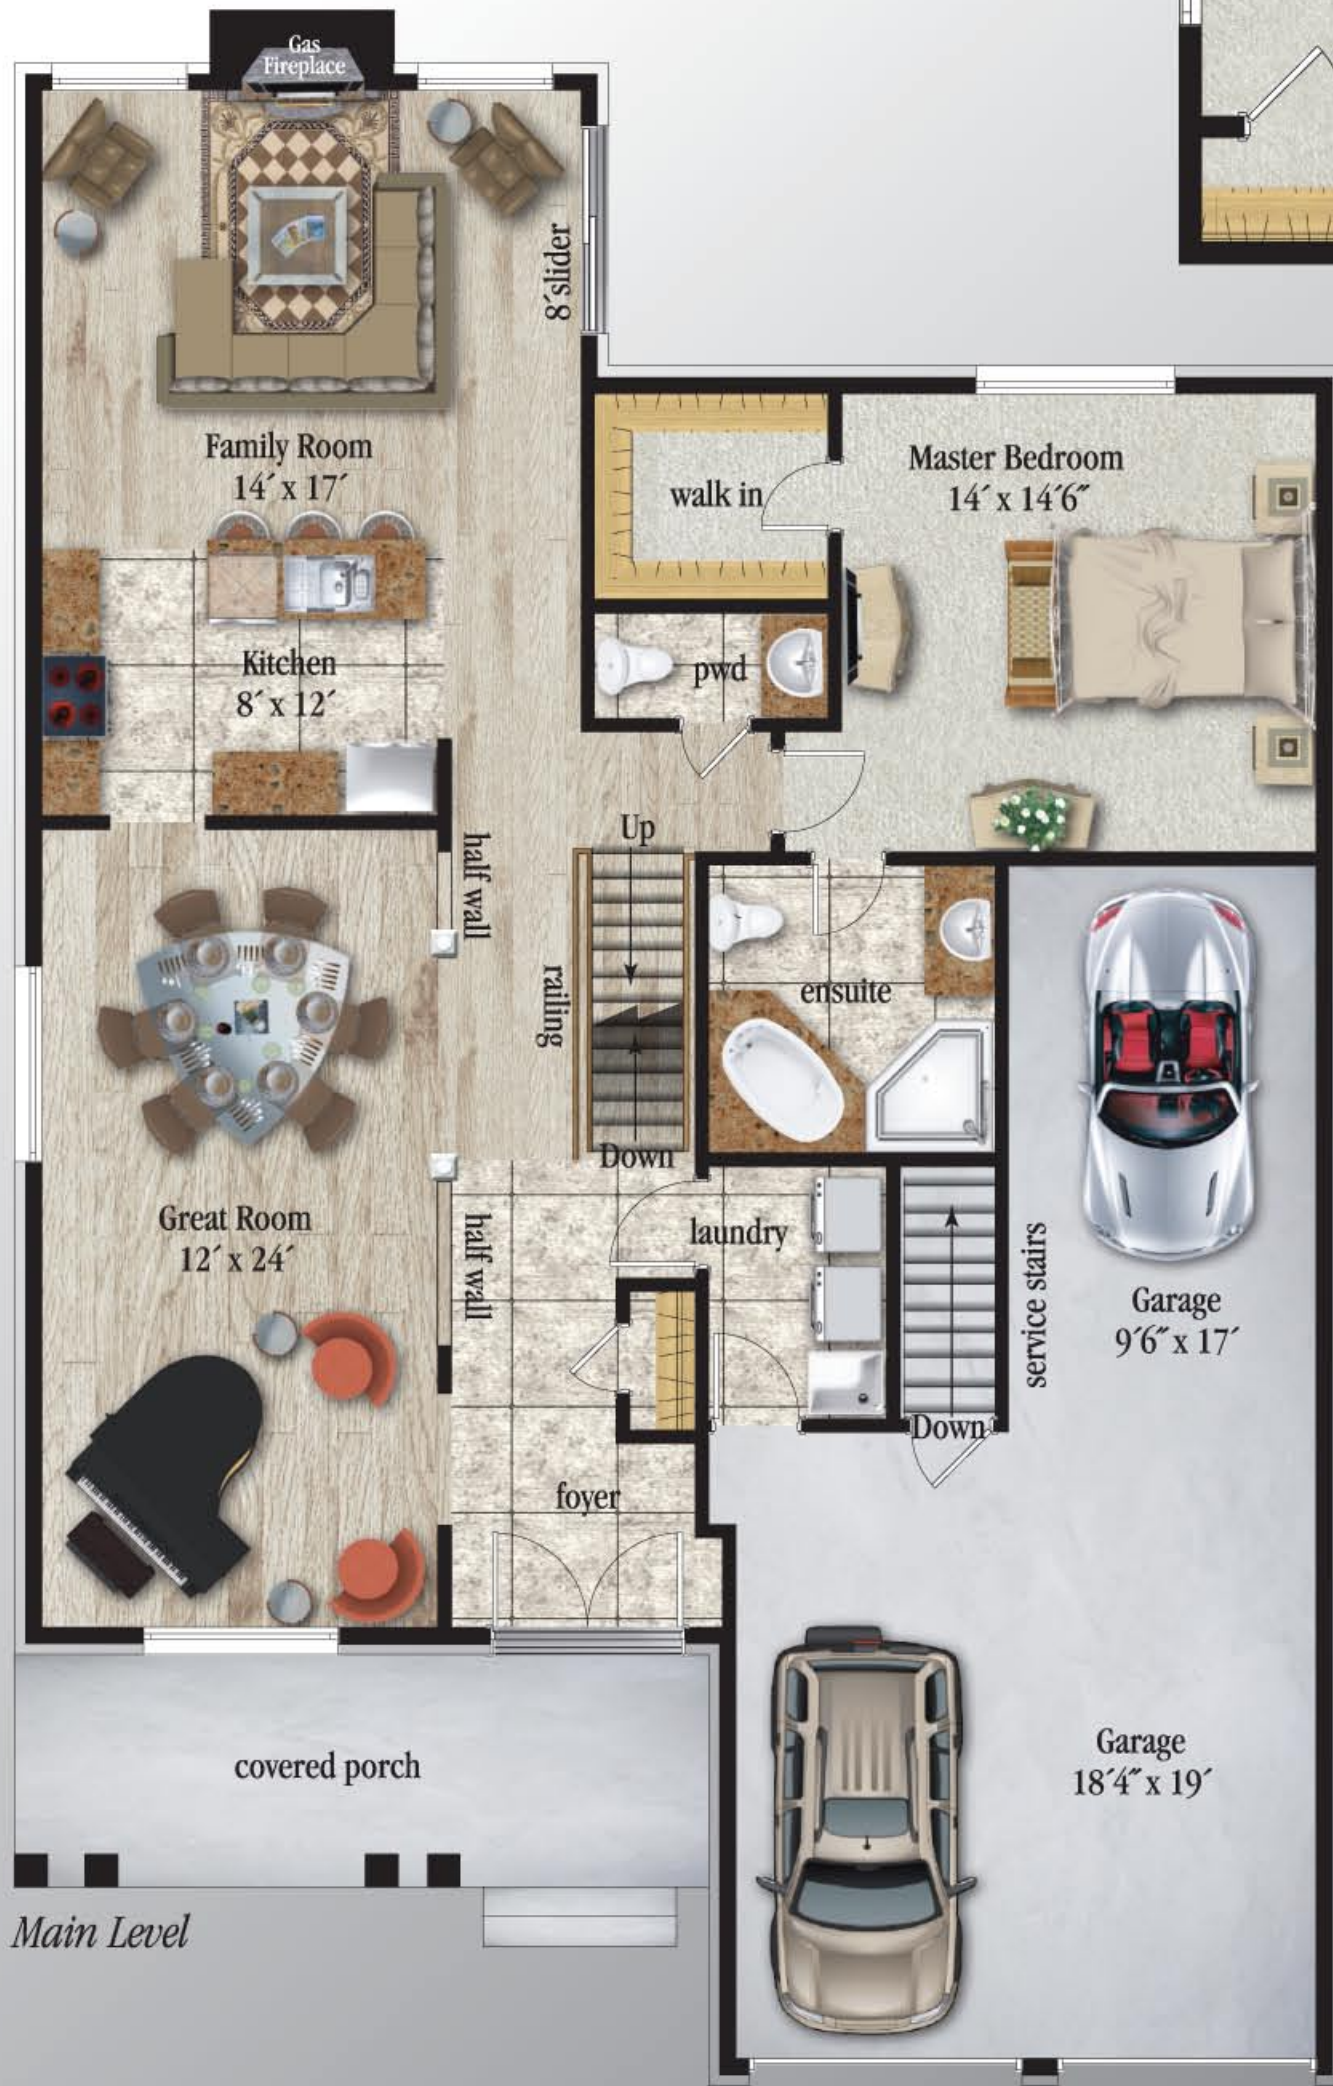 Gas
Fireplace
8′slider
Family Room
14′ x 17′
walk in
Master Bedroom
14′ x 14′6″
Kitchen
8′ x 12′
pwd
Up
half wall
railing
ensuite
Down
Great Room
12′ x 24′
half wall
laundry
service stairs
Garage
9′6″ x 17′
Down
foyer
covered porch
Garage
18′4″ x 19′
Main Level